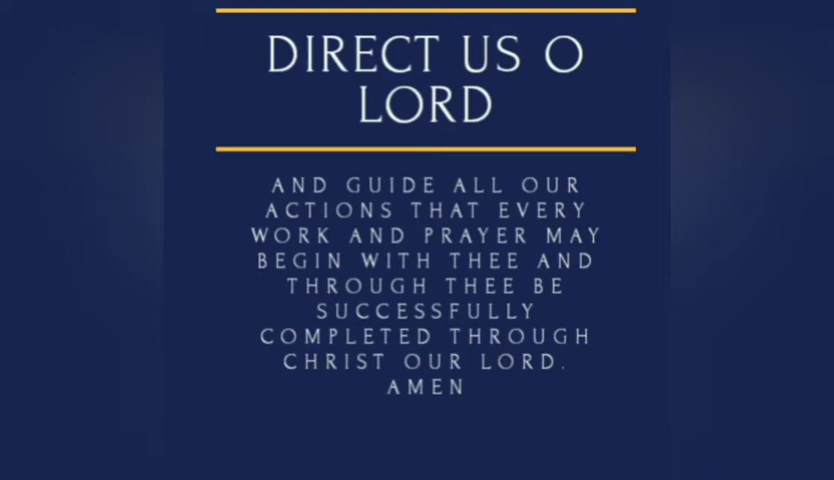 DIRECT US O
LORD
AND GUIDE ALL OUR
ACTIONS THAT EVERY
WORK AND PRAYER MAY
BEGIN WITH THEE AND
THROUGH THEE BE
SUCCESSFULLY
COMPLETED THROUGH
CHRIST OUR LORD.
AMEN